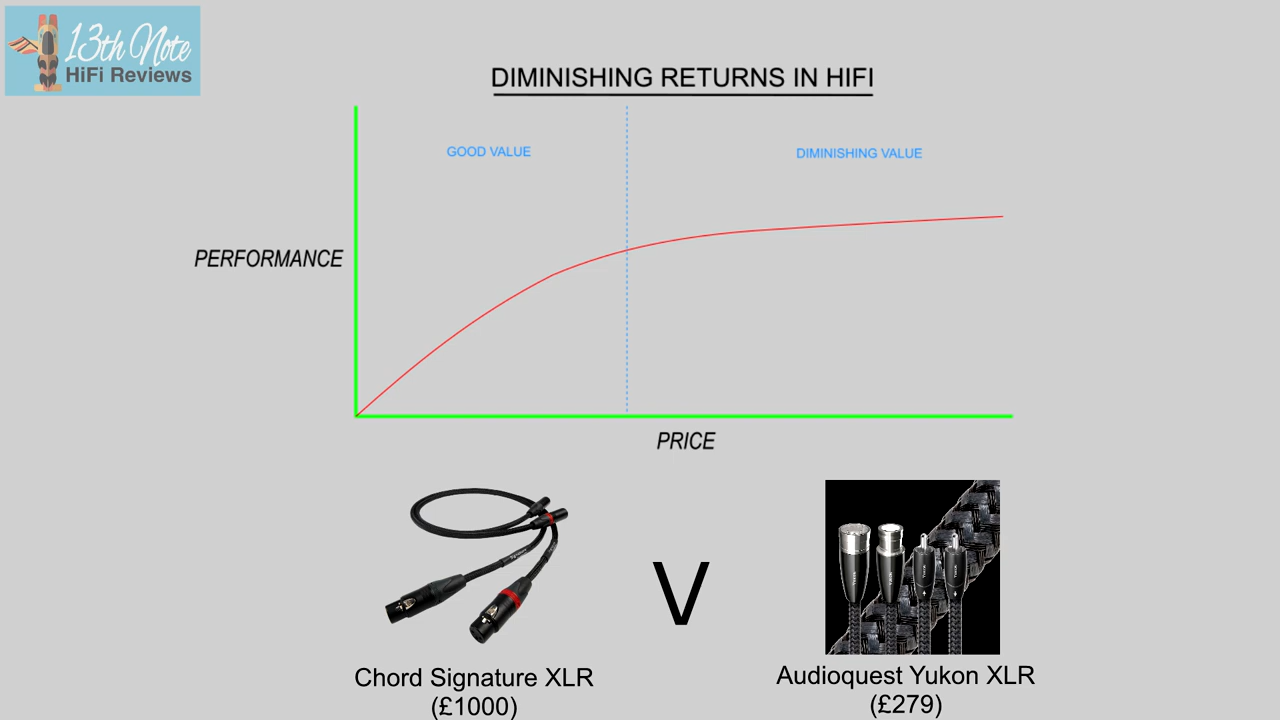 13th Note
HiFi Reviews
DIMINISHING RETURNS IN HIFI
GOOD VALUE
DIMINISHING VALUE
PERFORMANCE
PRICE
V
Chord Signature XLR
(£1000)
Audioquest Yukon XLR
(£279)